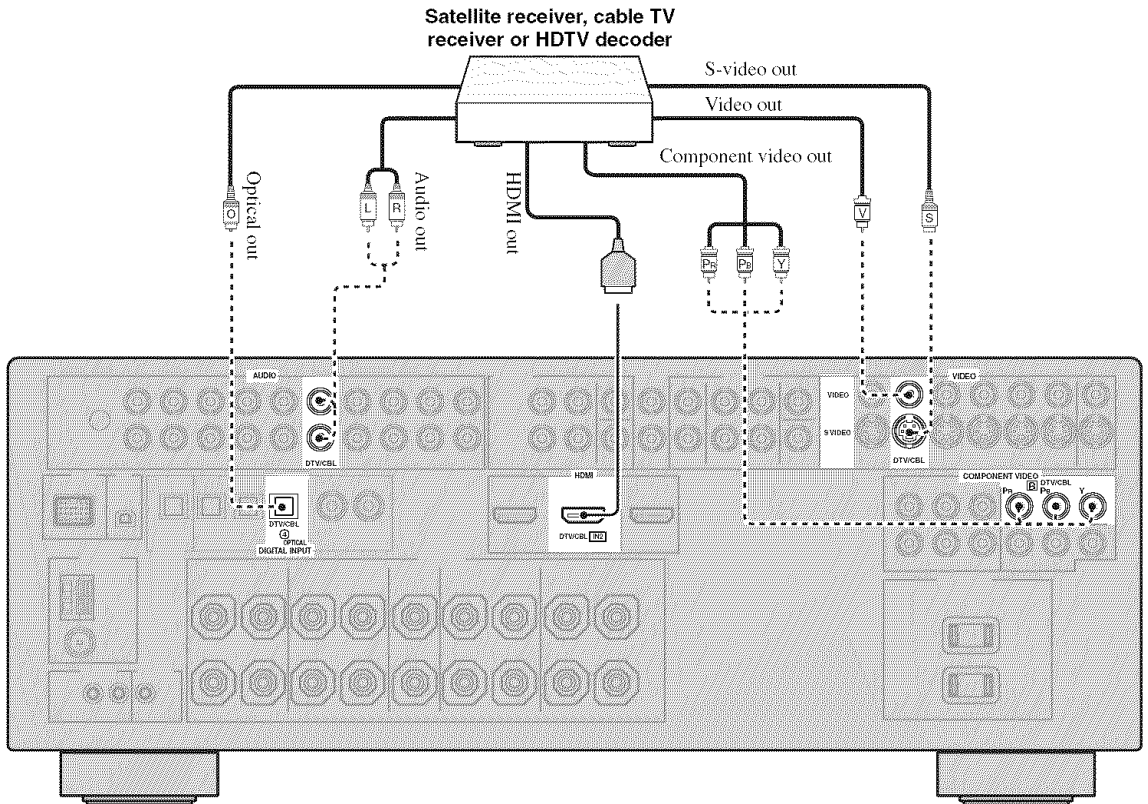 Satellite receiver, cable TV
receiver or HDTV decoder
S-video out
Video out
Component video out
Optical out
Audio out
HDMI out
O
L
R
PR
PB
Y
V
S
AUDIO
VIDEO
VIDEO
S VIDEO
DTV/CBL
DTV/CBL
HDMI
COMPONENT VIDEO
B
DTV/CBL
PR
PB
Y
DTV/CBL
4
OPTICAL
DIGITAL INPUT
DTV/CBL IN2